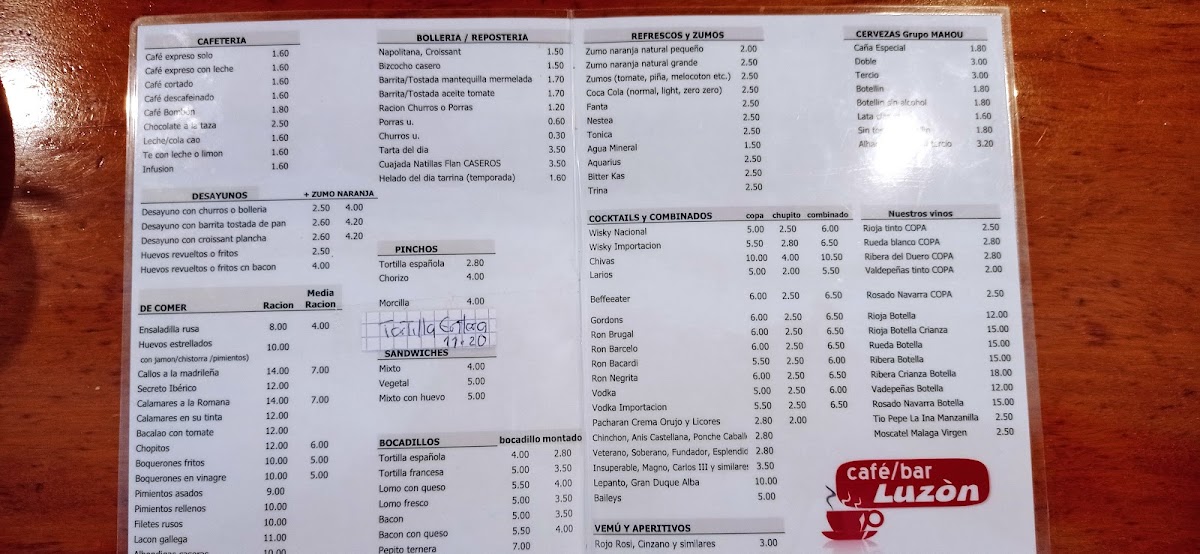 CAFETERIA
Café expreso solo 1.60
Café expreso con leche 1.60
Café cortado 1.60
Café descafeinado 1.60
Café Bombon 1.80
Chocolate a la taza 2.50
Leche/cola cao 1.60
Te con leche o limon 1.60
Infusion 1.60
DESAYUNOS + ZUMO NARANJA
Desayuno con churros o bolleria 2.50 4.00
Desayuno con barrita tostada de pan 2.60 4.20
Desayuno con croissant plancha 2.60 4.20
Huevos revueltos o fritos 2.50
Huevos revueltos o fritos cn bacon 4.00
DE COMER Racion Media Racion
Ensaladilla rusa 8.00 4.00
Huevos estrellados 10.00
con jamon/chistorra /pimientos)
Callos a la madrileña 14.00 7.00
Secreto Ibérico 12.00
Calamares a la Romana 14.00 7.00
Calamares en su tinta 12.00
Bacalao con tomate 12.00
Chopitos 12.00 6.00
Boquerones fritos 10.00 5.00
Boquerones en vinagre 10.00 5.00
Pimientos asados 9.00
Pimientos rellenos 10.00
Filetes rusos 10.00
Lacon gallega 11.00
10.00
BOLLERIA / REPOSTERIA
Napolitana, Croissant 1.50
Bizcocho casero 1.50
Barrita/Tostada mantequilla mermelada 1.70
Barrita/Tostada aceite tomate 1.70
Racion Churros o Porras 1.20
Porras u. 0.60
Churros u. 0.30
Tarta del dia 3.50
Cuajada Natillas Flan CASEROS 3.50
Helado del dia tarrina (temporada) 1.60
PINCHOS
Tortilla española 2.80
Chorizo 4.00
Morcilla 4.00
Tortilla
11.20
SANDWICHES
Mixto 4.00
Vegetal 5.00
Mixto con huevo 5.00
BOCADILLOS bocadillo montado
Tortilla española 4.00 2.80
Tortilla francesa 5.00 3.50
Lomo con queso 5.50 4.00
Lomo fresco 5.00 3.50
Bacon 5.00 3.50
Bacon con queso 5.50 4.00
Pepito ternera 7.00
REFRESCOS y ZUMOS
Zumo naranja natural pequeño 2.00
Zumo naranja natural grande 2.50
Zumos (tomate, piña, melocoton etc.) 2.50
Coca Cola (normal, light, zero zero) 2.50
Fanta 2.50
Nestea 2.50
Tonica 2.50
Agua Mineral 1.50
Aquarius 2.50
Bitter Kas 2.50
Trina 2.50
COCKTAILS y COMBINADOS copa chupito combinado
Wisky Nacional 5.00 2.50 6.00
Wisky Importacion 5.50 2.80 6.50
Chivas 10.00 4.00 10.50
Larios 5.00 2.00 5.50
Beffeeater 6.00 2.50 6.50
Gordons 6.00 2.50 6.50
Ron Brugal 6.00 2.50 6.50
Ron Barcelo 6.00 2.50 6.50
Ron Bacardi 5.50 2.50 6.00
Ron Negrita 6.00 2.50 6.50
Vodka 5.00 2.50 6.00
Vodka Importacion 5.50 2.50 6.50
Pacharan Crema Orujo y Licores 2.80 2.00
Chinchon, Anis Castellana, Ponche Caball 2.80
Veterano, Soberano, Fundador, Esplendid 2.80
Insuperable, Magno, Carlos III y similares 3.50
Lepanto, Gran Duque Alba 10.00
Baileys 5.00
VEMÚ Y APERITIVOS
Rojo Rosi, Cinzano y similares 3.00
CERVEZAS Grupo MAHOU
Caña Especial 1.80
Doble 3.00
Tercio 3.00
Botellin 1.80
Botellin sin alcohol 1.80
Lata 1.60
Sin 1.80
tercio 3.20
Nuestros vinos
Rioja tinto COPA 2.50
Rueda blanco COPA 2.80
Ribera del Duero COPA 2.80
Valdepeñas tinto COPA 2.00
Rosado Navarra COPA 2.50
Rioja Botella 12.00
Rioja Botella Crianza 15.00
Rueda Botella 15.00
Ribera Botella 15.00
Ribera Crianza Botella 18.00
Vadepeñas Botella 12.00
Rosado Navarra Botella 15.00
Tio Pepe La Ina Manzanilla 2.50
Moscatel Malaga Virgen 2.50
café/bar
Luzòn